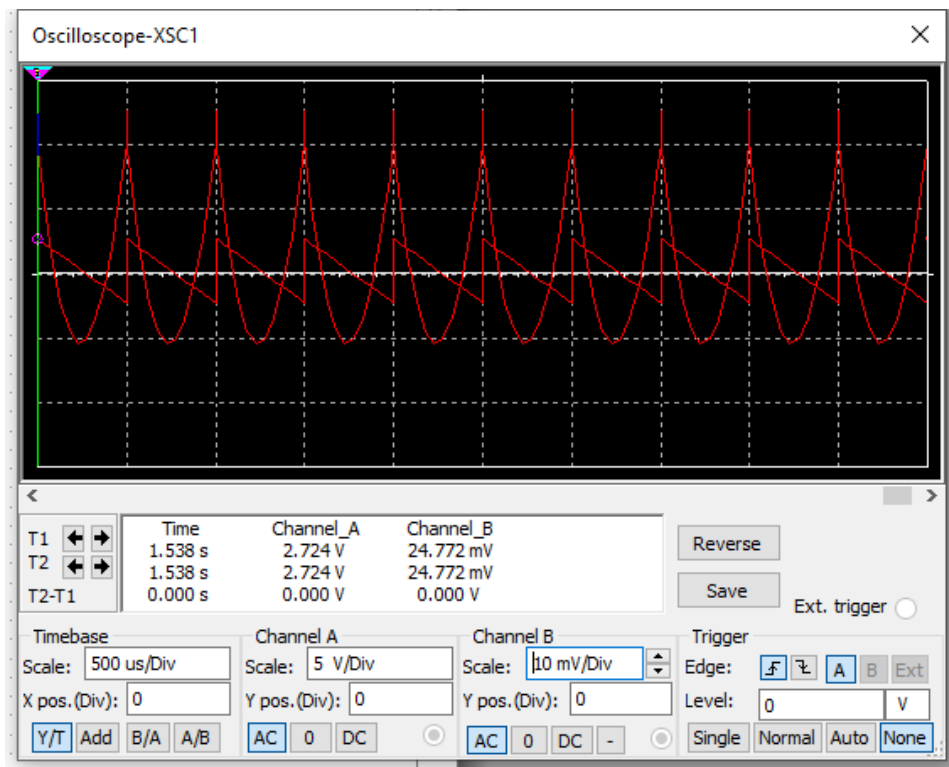 Oscilloscope-XSC1
T1
T2
T2-T1
Time Channel_A Channel_B
1.538 s 2.724 V 24.772 mV
1.538 s 2.724 V 24.772 mV
0.000 s 0.000 V 0.000 V
Reverse
Save
Ext. trigger
Timebase
Scale: 500 us/Div
X pos.(Div): 0
Y/T Add B/A A/B
Channel A
Scale: 5 V/Div
Y pos.(Div): 0
AC 0 DC
Channel B
Scale: 10 mV/Div
Y pos.(Div): 0
AC 0 DC -
Trigger
Edge: A B Ext
Level: 0 V
Single Normal Auto None